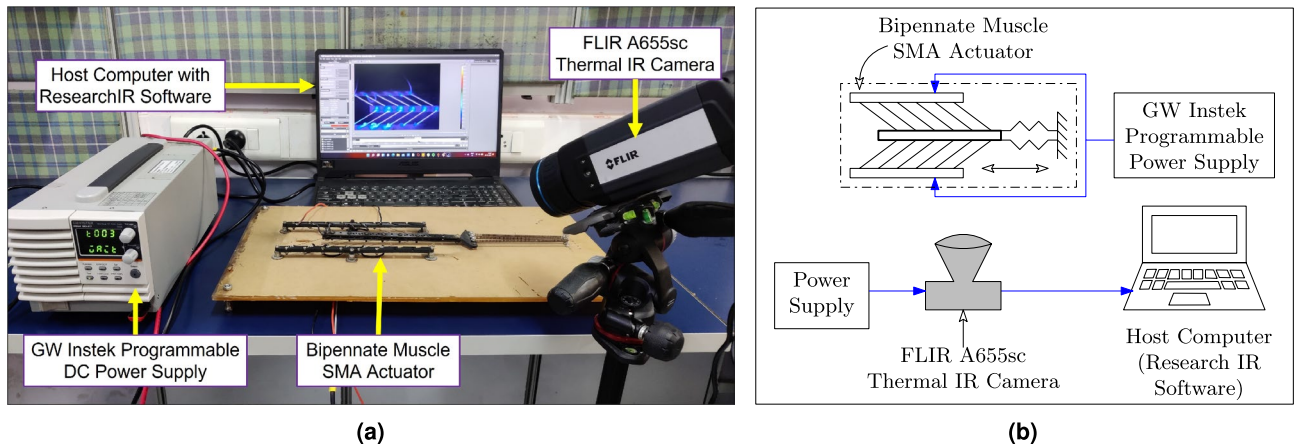 Host Computer with
ResearchIR Software
FLIR A655sc
Thermal IR Camera
FLIR
GW Instek Programmable
DC Power Supply
Bipennate Muscle
SMA Actuator
(a)
Bipennate Muscle
SMA Actuator
GW Instek
Programmable
Power Supply
Power
Supply
FLIR A655sc
Thermal IR Camera
Host Computer
(Research IR
Software)
(b)